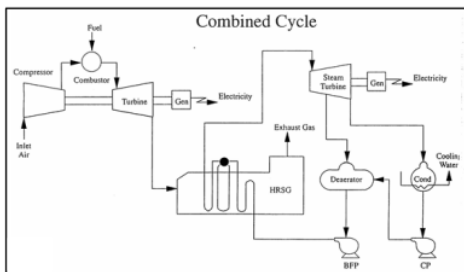 Combined Cycle
Fuel
Compressor
Combustor
Turbine
Gen
Electricity
Inlet
Air
Steam
Turbine
Gen
Electricity
Exhaust Gas
HRSG
Deaerator
Cooling
Water
Cond
BFP
CP